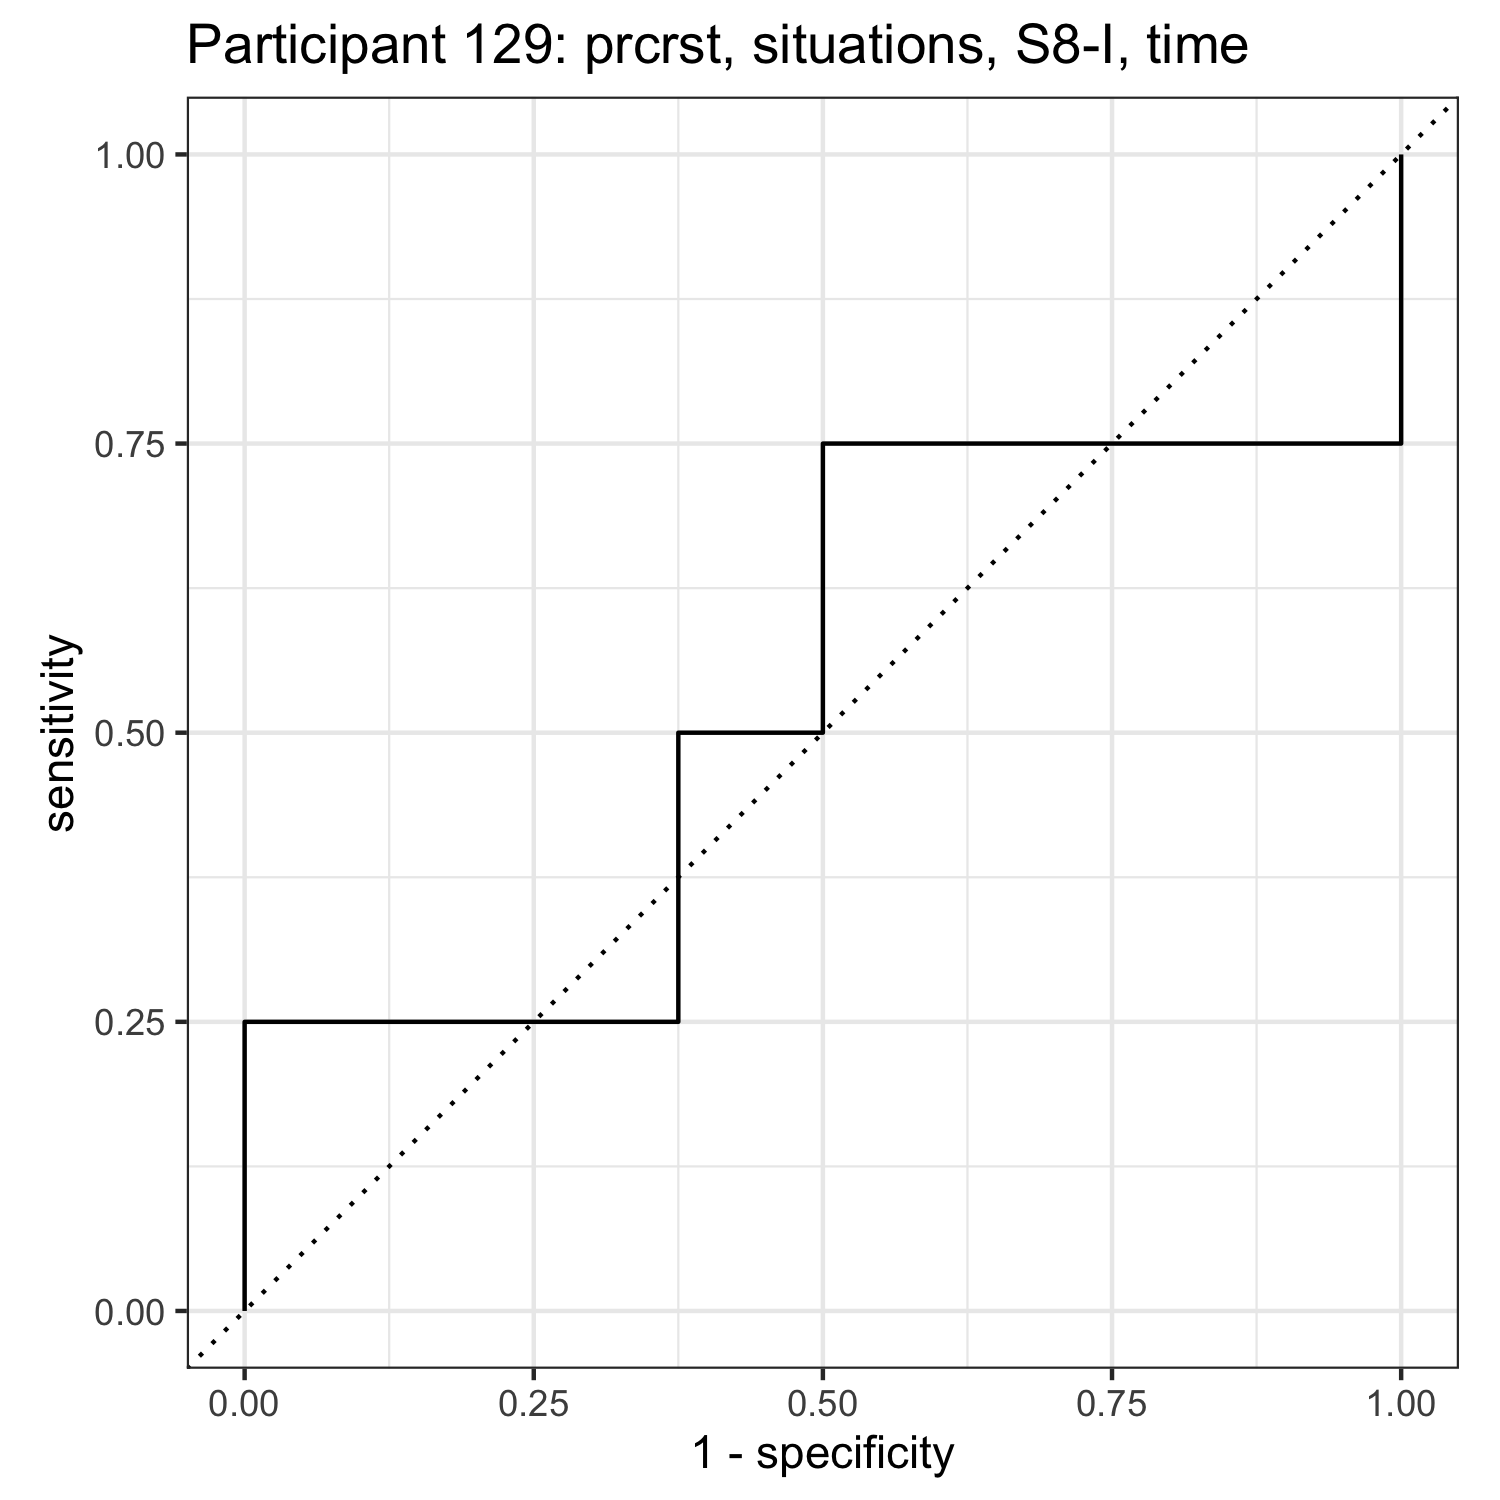 Participant 129: prcrst, situations, S8-I, time
1.00
0.75
0.50
0.25
0.00
sensitivity
0.00 0.25 0.50 0.75 1.00
1 - specificity